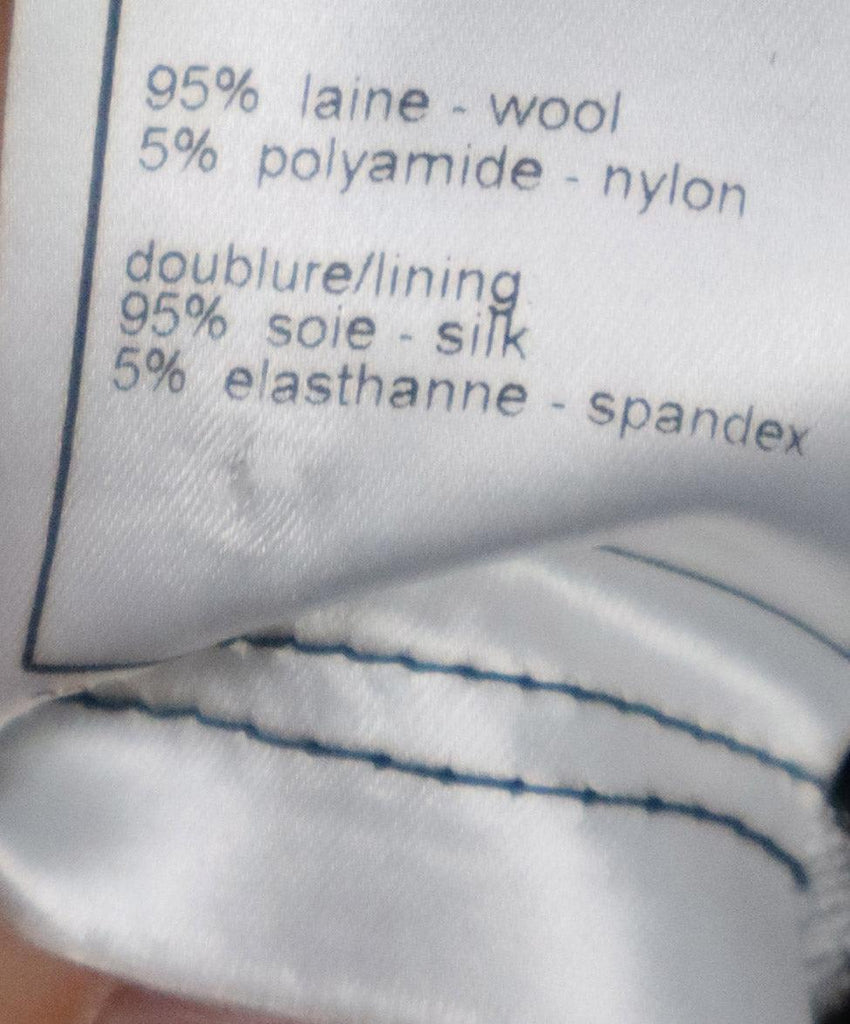 95% laine - wool
5% polyamide - nylon
doublure/lining
95% soie - silk
5% elasthanne - spandex